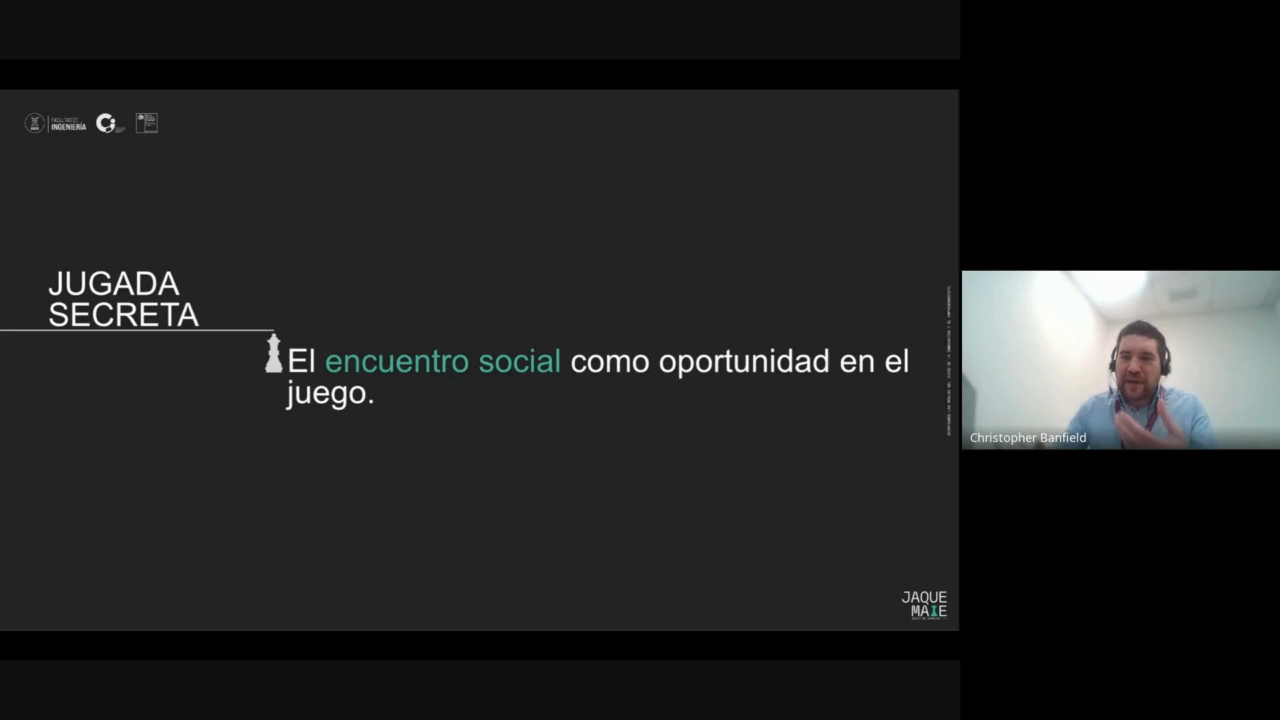 FACULTAD DE
INGENIERÍA
JUGADA
SECRETA
El encuentro social como oportunidad en el
juego.
Christopher Banfield
JAQUE
MATE